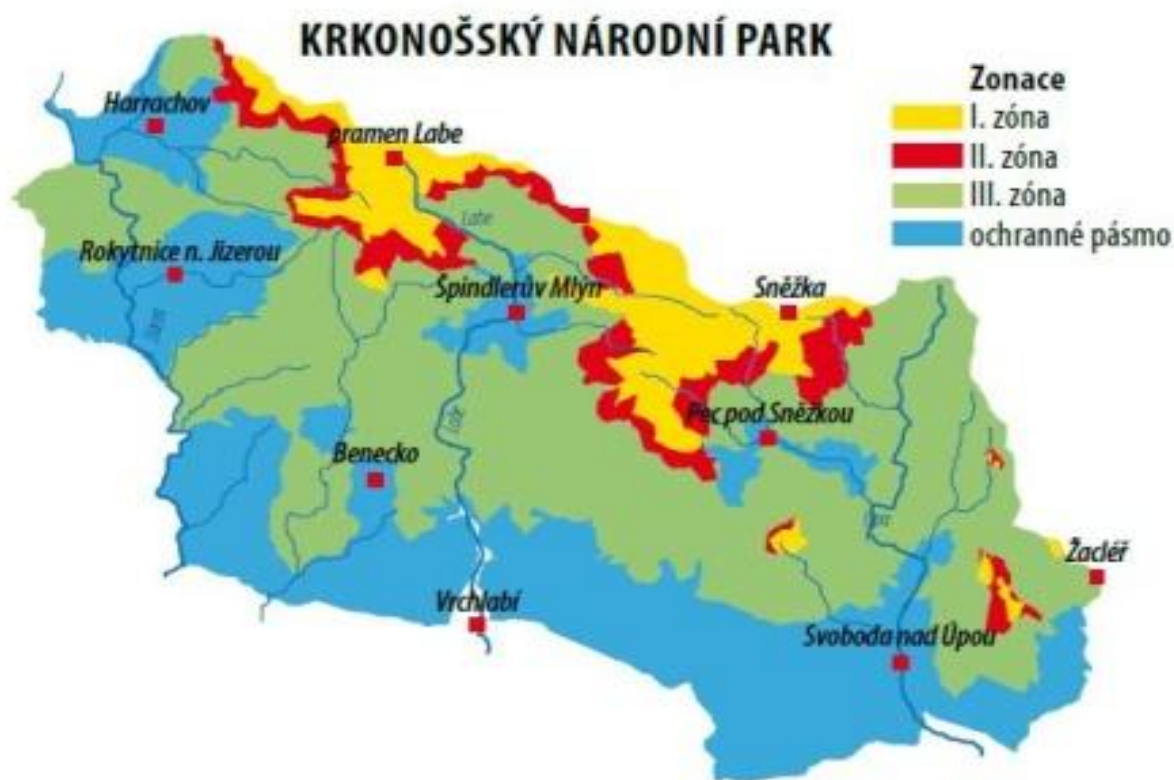 KRKONOŠSKÝ NÁRODNÍ PARK
Zonace
I. zóna
II. zóna
III. zóna
ochranné pásmo
Harrachov
pramen Labe
Labe
Rokytnice n. Jizerou
Špindlerův Mlýn
Sněžka
Labe
Pec pod Sněžkou
Benecko
Žacléř
Vrchlabí
Svoboda nad Úpou